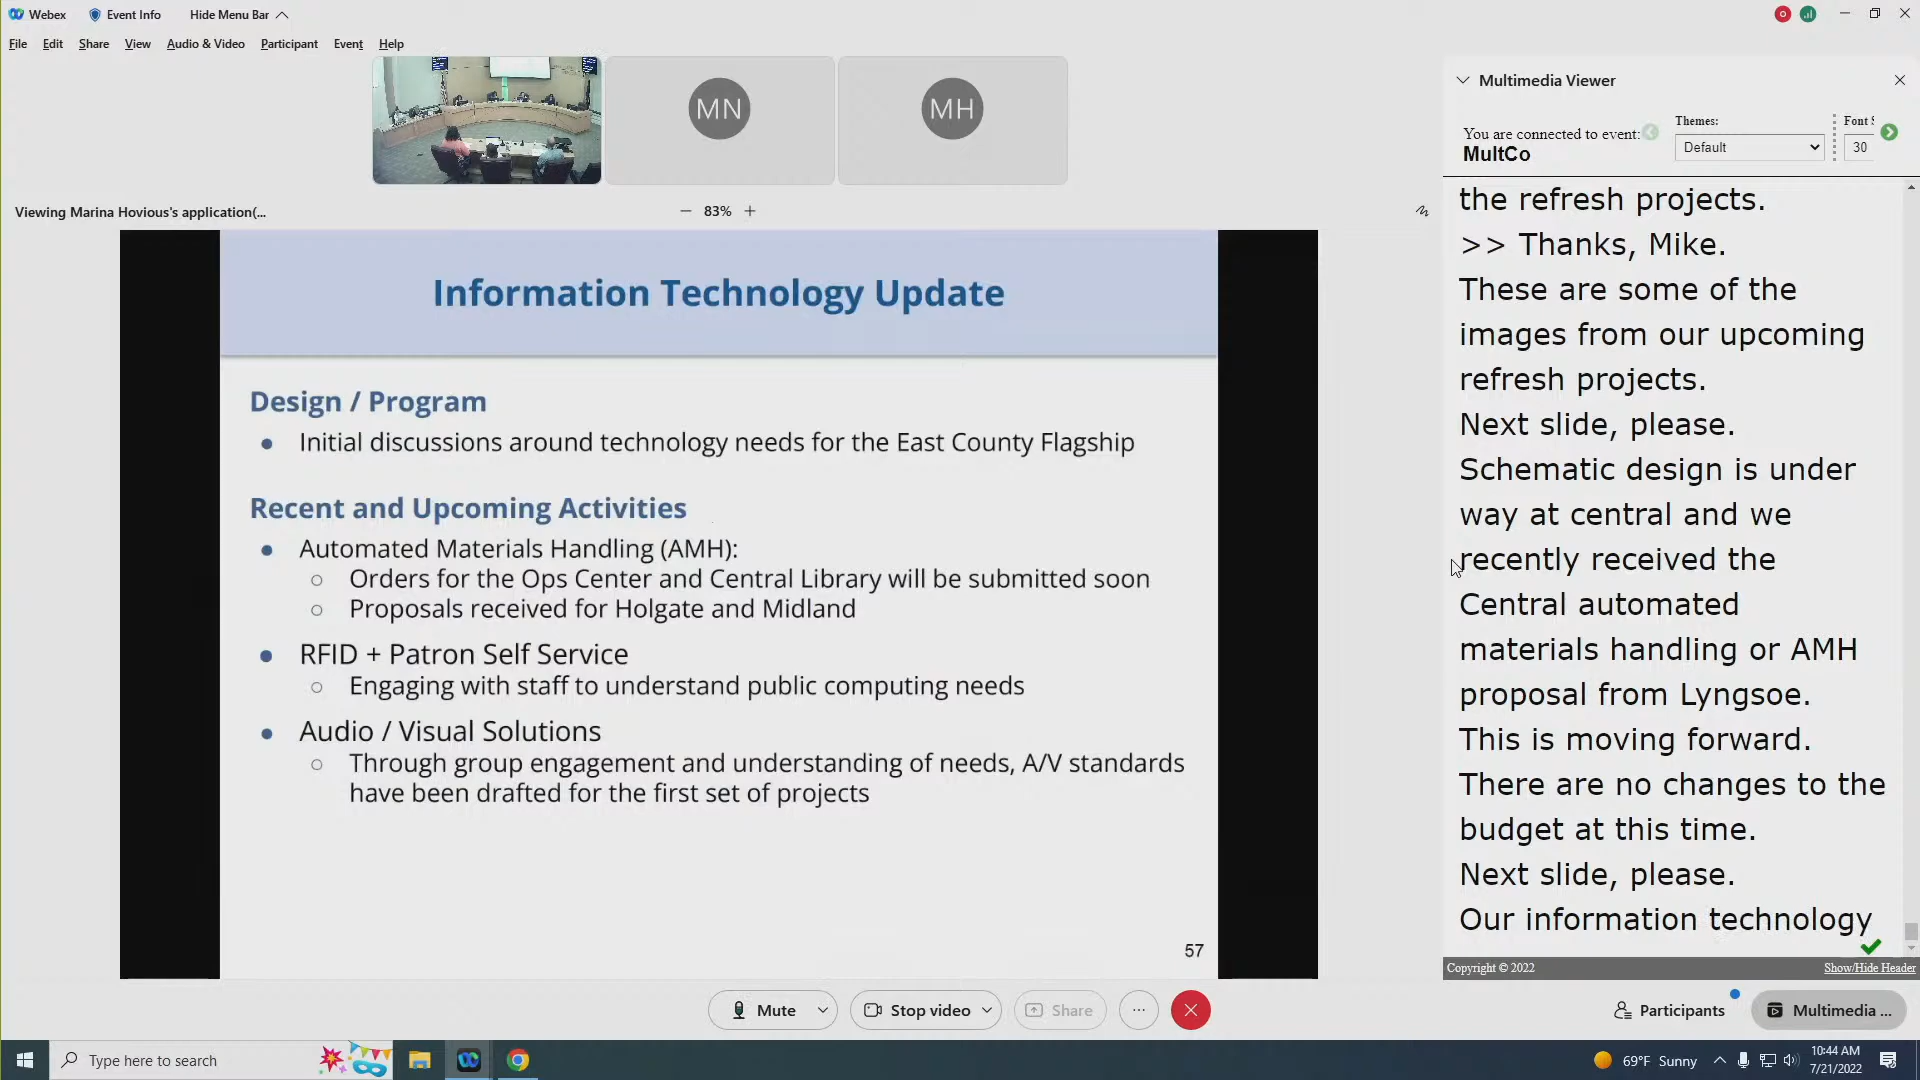 Webex
Event Info
Hide Menu Bar
File Edit Share View Audio & Video Participant Event Help
MN
MH
Viewing Marina Hovious's application(...
83%
Information Technology Update
Design / Program
Initial discussions around technology needs for the East County Flagship
Recent and Upcoming Activities
Automated Materials Handling (AMH):
Orders for the Ops Center and Central Library will be submitted soon
Proposals received for Holgate and Midland
RFID + Patron Self Service
Engaging with staff to understand public computing needs
Audio / Visual Solutions
Through group engagement and understanding of needs, A/V standards
have been drafted for the first set of projects
57
Multimedia Viewer
You are connected to event:
MultCo
Themes:
Default
Font
30
the refresh projects.
>> Thanks, Mike.
These are some of the
images from our upcoming
refresh projects.
Next slide, please.
Schematic design is under
way at central and we
recently received the
Central automated
materials handling or AMH
proposal from Lyngsoe.
This is moving forward.
There are no changes to the
budget at this time.
Next slide, please.
Our information technology
Copyright © 2022
Show/Hide Header
Mute
Stop video
Share
Participants
Multimedia ...
Type here to search
69°F Sunny
10:44 AM
7/21/2022